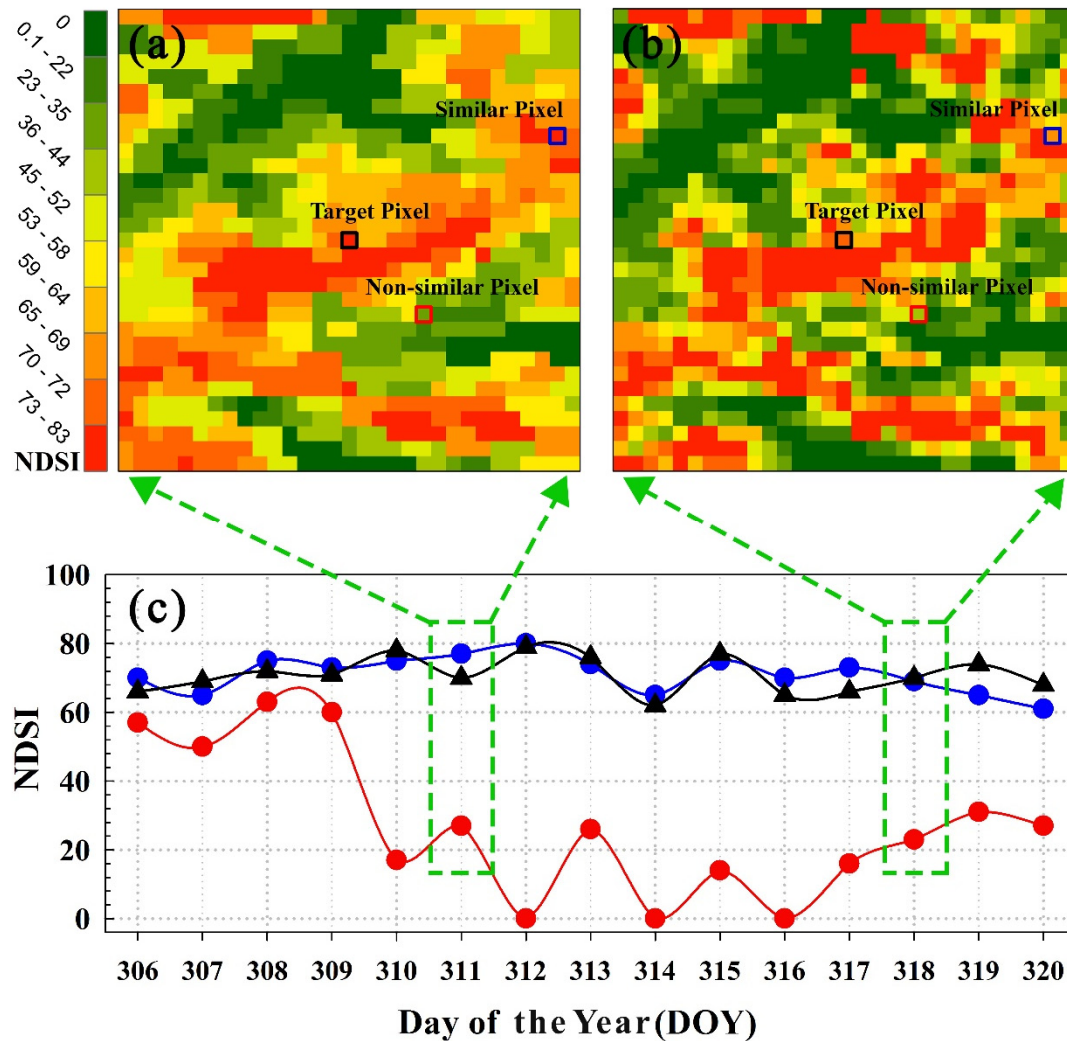 0
0.1 - 22
23 - 35
36 - 44
45 - 52
53 - 58
59 - 64
65 - 69
70 - 72
73 - 83
NDSI
(a)
Similar Pixel
Target Pixel
Non-similar Pixel
(b)
Similar Pixel
Target Pixel
Non-similar Pixel
(c)
100
80
60
40
20
0
NDSI
306 307 308 309 310 311 312 313 314 315 316 317 318 319 320
Day of the Year(DOY)